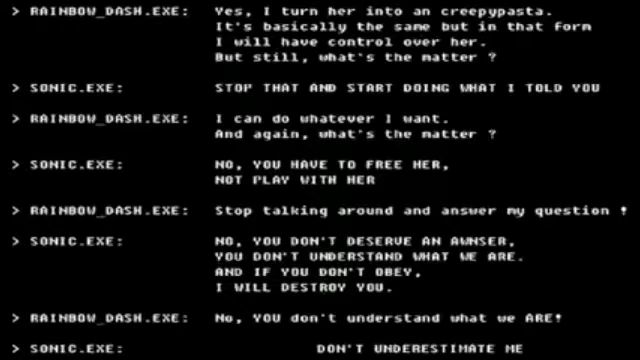 > RAINBOW_DASH.EXE: Yes, I turn her into an creepypasta.
It's basically the same but in that form
I will have control over her.
But still, what's the matter ?
> SONIC.EXE: STOP THAT AND START DOING WHAT I TOLD YOU
> RAINBOW_DASH.EXE: I can do whatever I want.
And again, what's the matter ?
> SONIC.EXE: NO, YOU HAVE TO FREE HER,
NOT PLAY WITH HER
> RAINBOW_DASH.EXE: Stop talking around and answer my question !
> SONIC.EXE: NO, YOU DON'T DESERVE AN AWNSER,
YOU DON'T UNDERSTAND WHAT WE ARE.
AND IF YOU DON'T OBEY,
I WILL DESTROY YOU.
> RAINBOW_DASH.EXE: No, YOU don't understand what we ARE!
> SONIC.EXE: DON'T UNDERESTIMATE ME